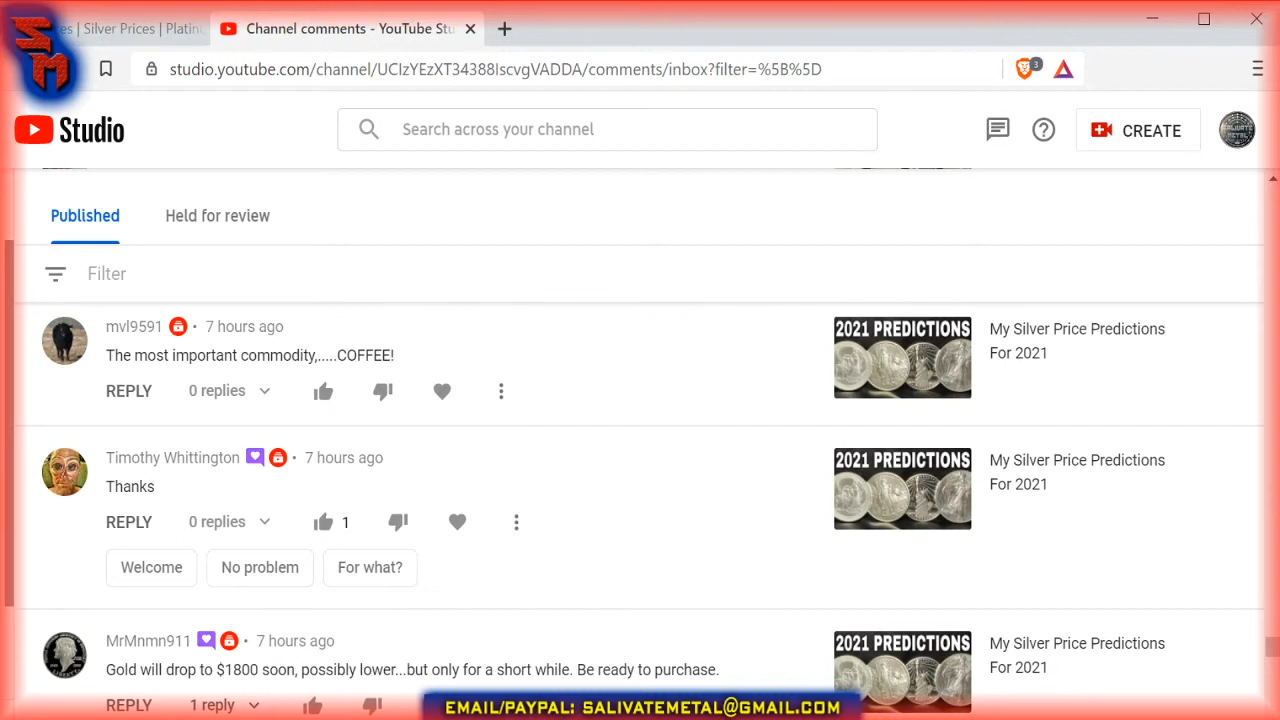 SM
es | Silver Prices | Platinu
Channel comments - YouTube Stu
studio.youtube.com/channel/UCIzYEzXT34388lscvgVADDA/comments/inbox?filter=%5B%5D
3
Studio
Search across your channel
CREATE
Published
Held for review
Filter
mvl9591 • 7 hours ago
The most important commodity,.....COFFEE!
REPLY 0 replies
2021 PREDICTIONS
My Silver Price Predictions
For 2021
Timothy Whittington • 7 hours ago
Thanks
REPLY 0 replies 1
Welcome No problem For what?
2021 PREDICTIONS
My Silver Price Predictions
For 2021
MrMnmn911 • 7 hours ago
Gold will drop to $1800 soon, possibly lower...but only for a short while. Be ready to purchase.
REPLY 1 reply
2021 PREDICTIONS
My Silver Price Predictions
For 2021
EMAIL/PAYPAL: SALIVATEMETAL@GMAIL.COM